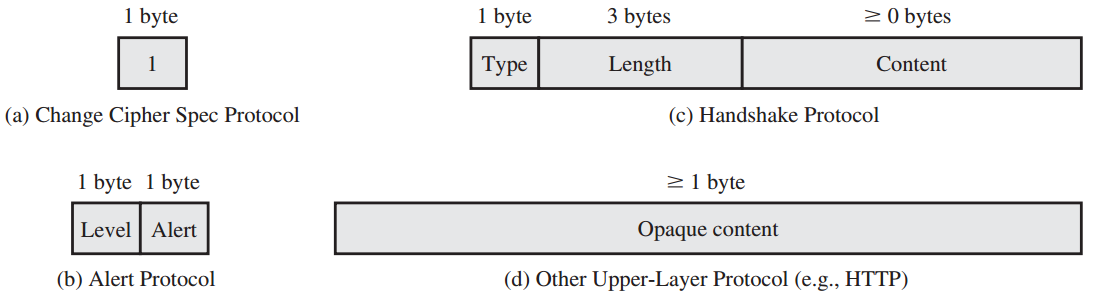 1 byte
1
(a) Change Cipher Spec Protocol
1 byte 3 bytes ≥ 0 bytes
Type Length Content
(c) Handshake Protocol
1 byte 1 byte
Level Alert
(b) Alert Protocol
≥ 1 byte
Opaque content
(d) Other Upper-Layer Protocol (e.g., HTTP)